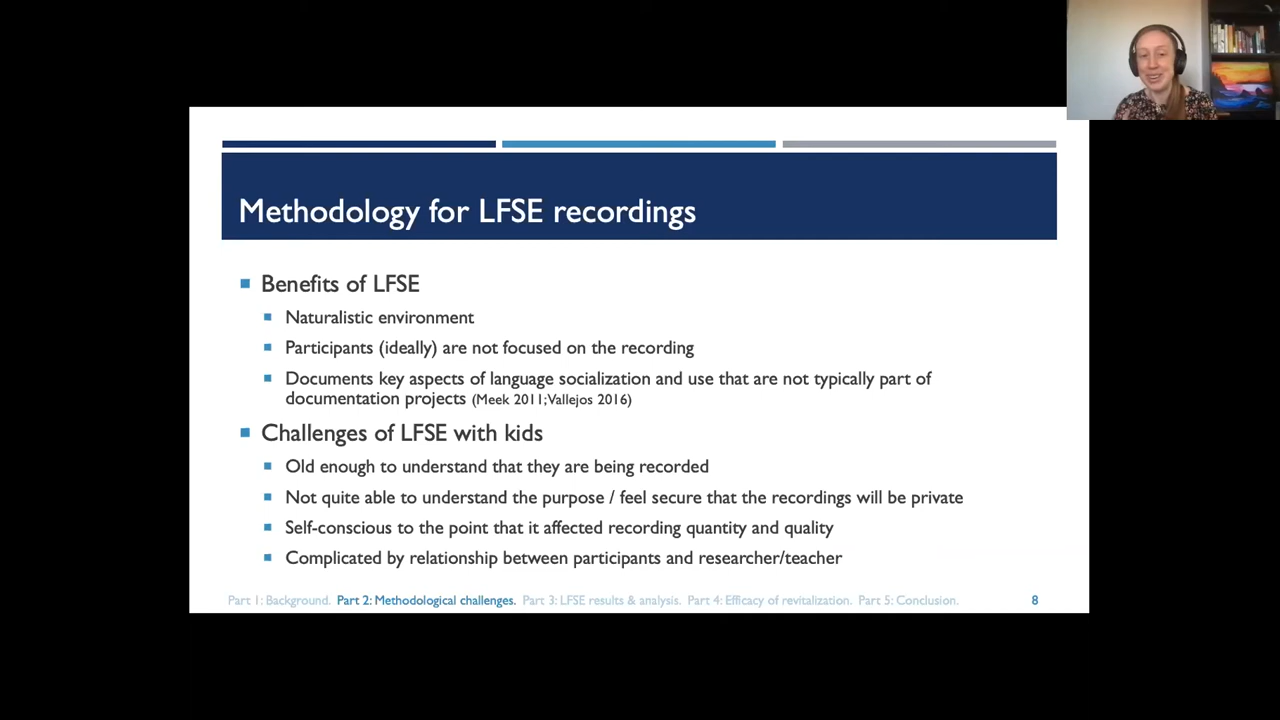 Methodology for LFSE recordings
Benefits of LFSE
Naturalistic environment
Participants (ideally) are not focused on the recording
Documents key aspects of language socialization and use that are not typically part of
documentation projects (Meek 2011;Vallejos 2016)
Challenges of LFSE with kids
Old enough to understand that they are being recorded
Not quite able to understand the purpose / feel secure that the recordings will be private
Self-conscious to the point that it affected recording quantity and quality
Complicated by relationship between participants and researcher/teacher
Part 1: Background. Part 2: Methodological challenges. Part 3: LFSE results & analysis. Part 4: Efficacy of revitalization. Part 5: Conclusion. 8